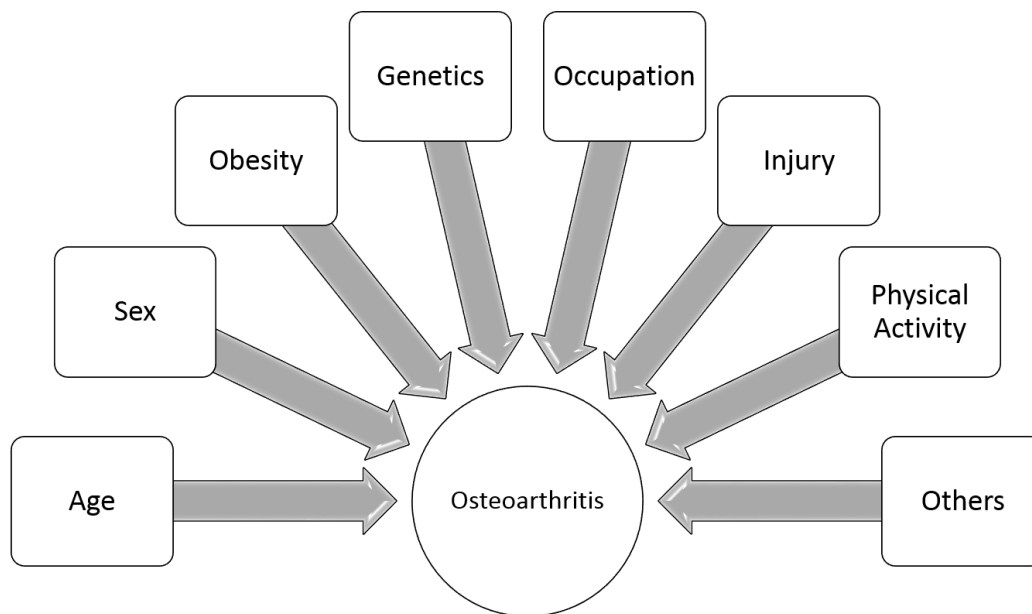 Genetics
Occupation
Obesity
Injury
Sex
Physical
Activity
Age
Osteoarthritis
Others